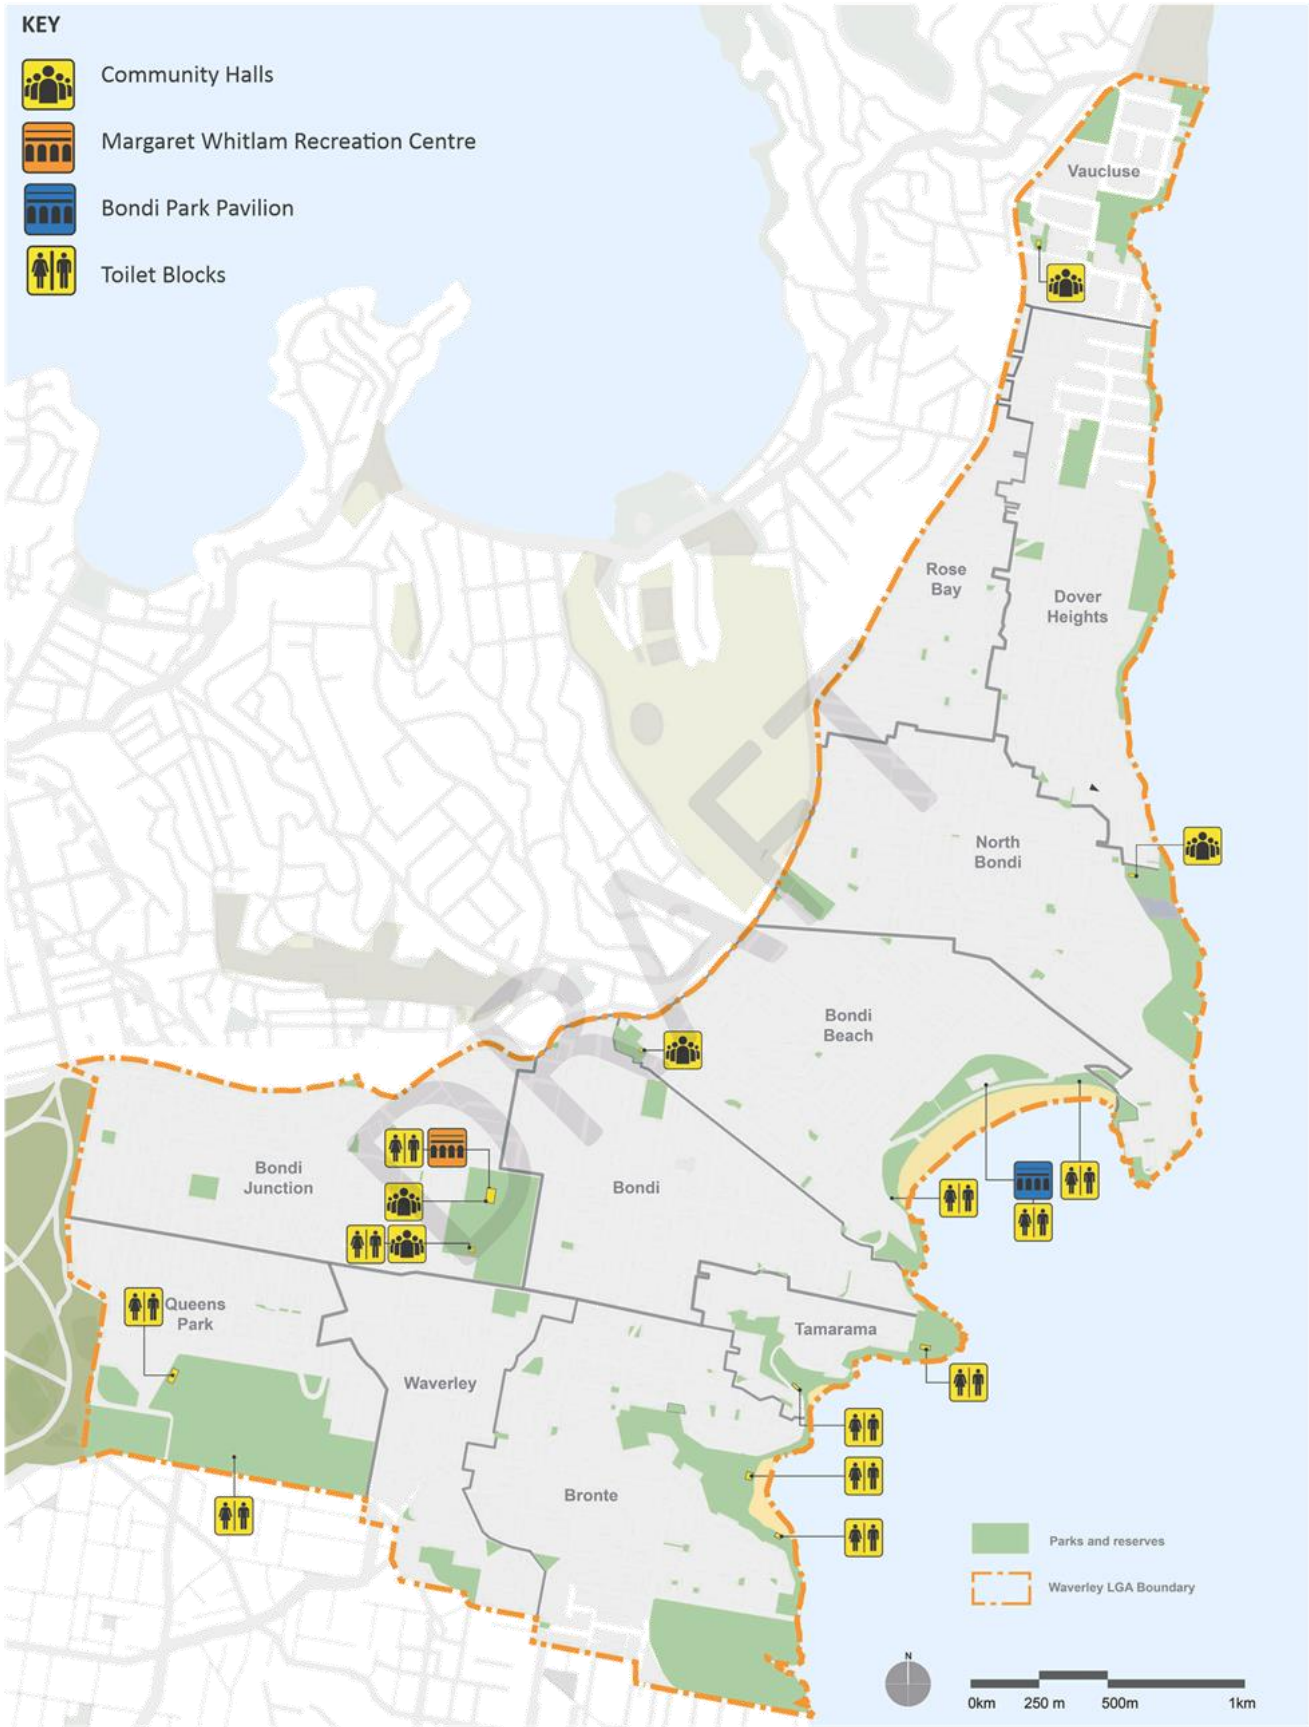 KEY
Community Halls
Margaret Whitlam Recreation Centre
Bondi Park Pavilion
Toilet Blocks
Vaucluse
Rose
Bay
Dover
Heights
North
Bondi
Bondi
Beach
Bondi
Junction
Bondi
Queens
Park
Tamarama
Waverley
Bronte
DRAFT
Parks and reserves
Waverley LGA Boundary
N
0km 250 m 500m 1km